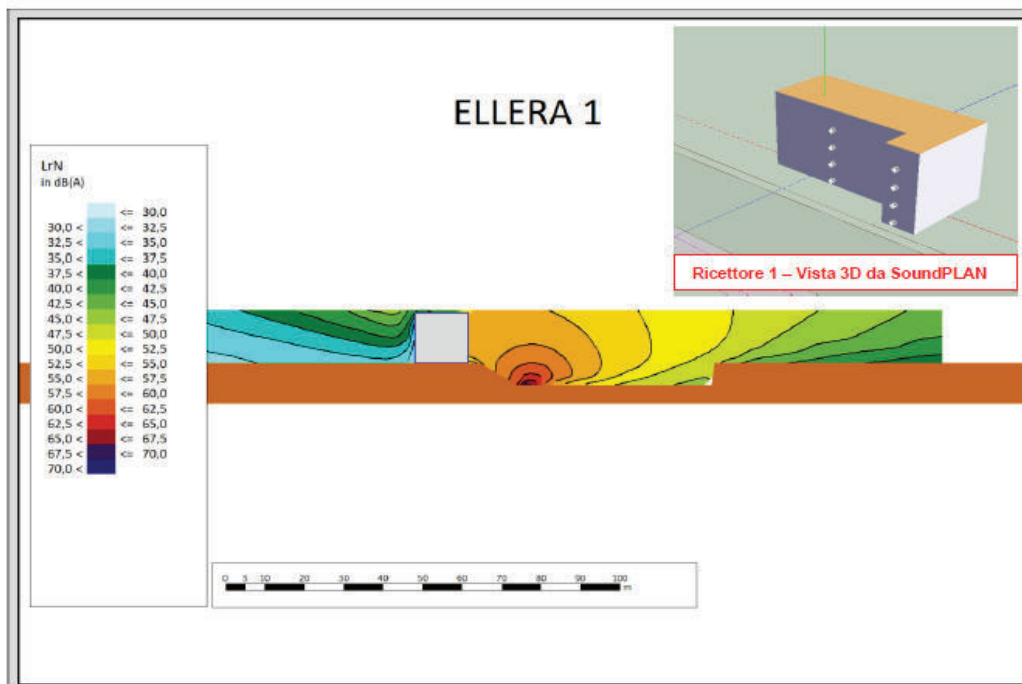 ELLERA 1
Ricettore 1 – Vista 3D da SoundPLAN
LrN
in dB(A)
<= 30,0
30,0 < <= 32,5
32,5 < <= 35,0
35,0 < <= 37,5
37,5 < <= 40,0
40,0 < <= 42,5
42,5 < <= 45,0
45,0 < <= 47,5
47,5 < <= 50,0
50,0 < <= 52,5
52,5 < <= 55,0
55,0 < <= 57,5
57,5 < <= 60,0
60,0 < <= 62,5
62,5 < <= 65,0
65,0 < <= 67,5
67,5 < <= 70,0
70,0 <
0 5 10 20 30 40 50 60 70 80 90 100
m